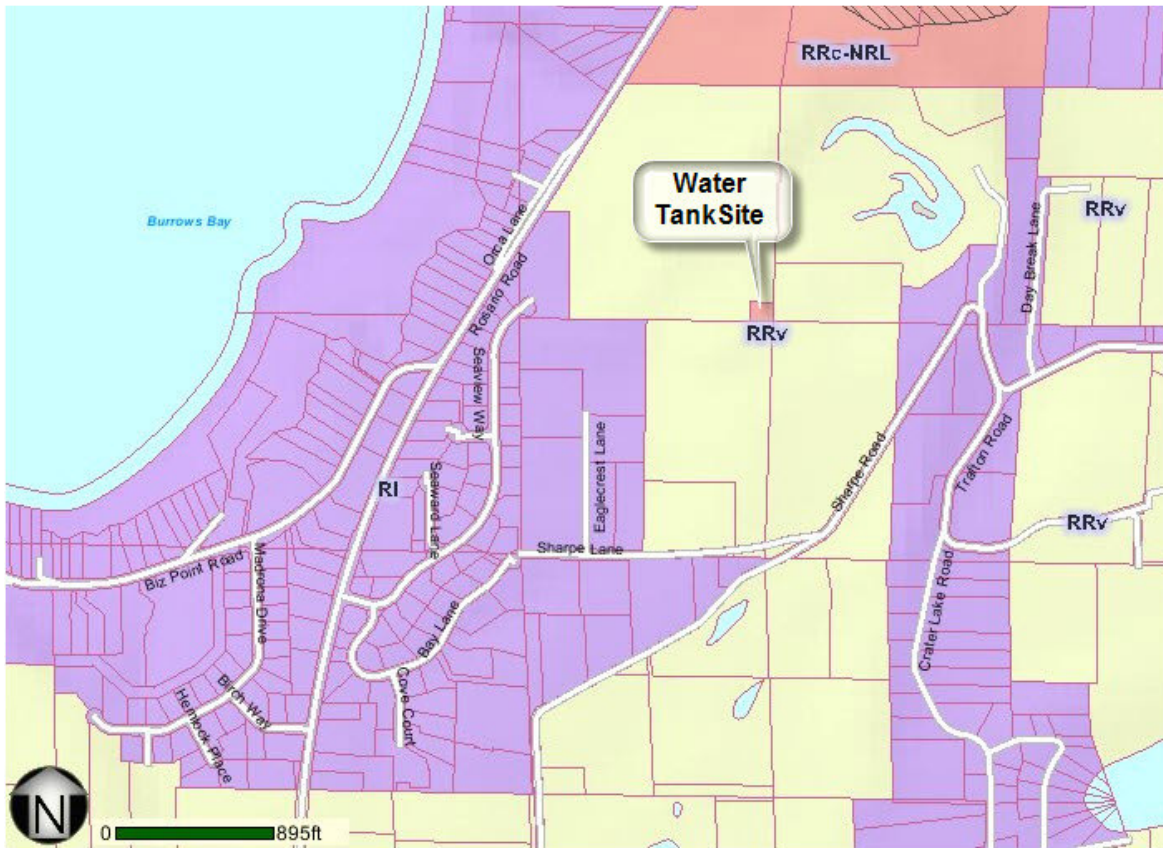 RRc-NRL
Water
TankSite
Burrows Bay
RRv
Orca Lane
Rosario Road
Day Break Lane
RRv
Seaview Way
Eaglecrest Lane
Sharpe Road
Trafton Road
RI
Seaward Lane
RRv
Sharpe Lane
Biz Point Road
Madrona Drive
Bay Lane
Crater Lake Road
Birch Way
Cove Court
Hemlock Place
N
0 895ft